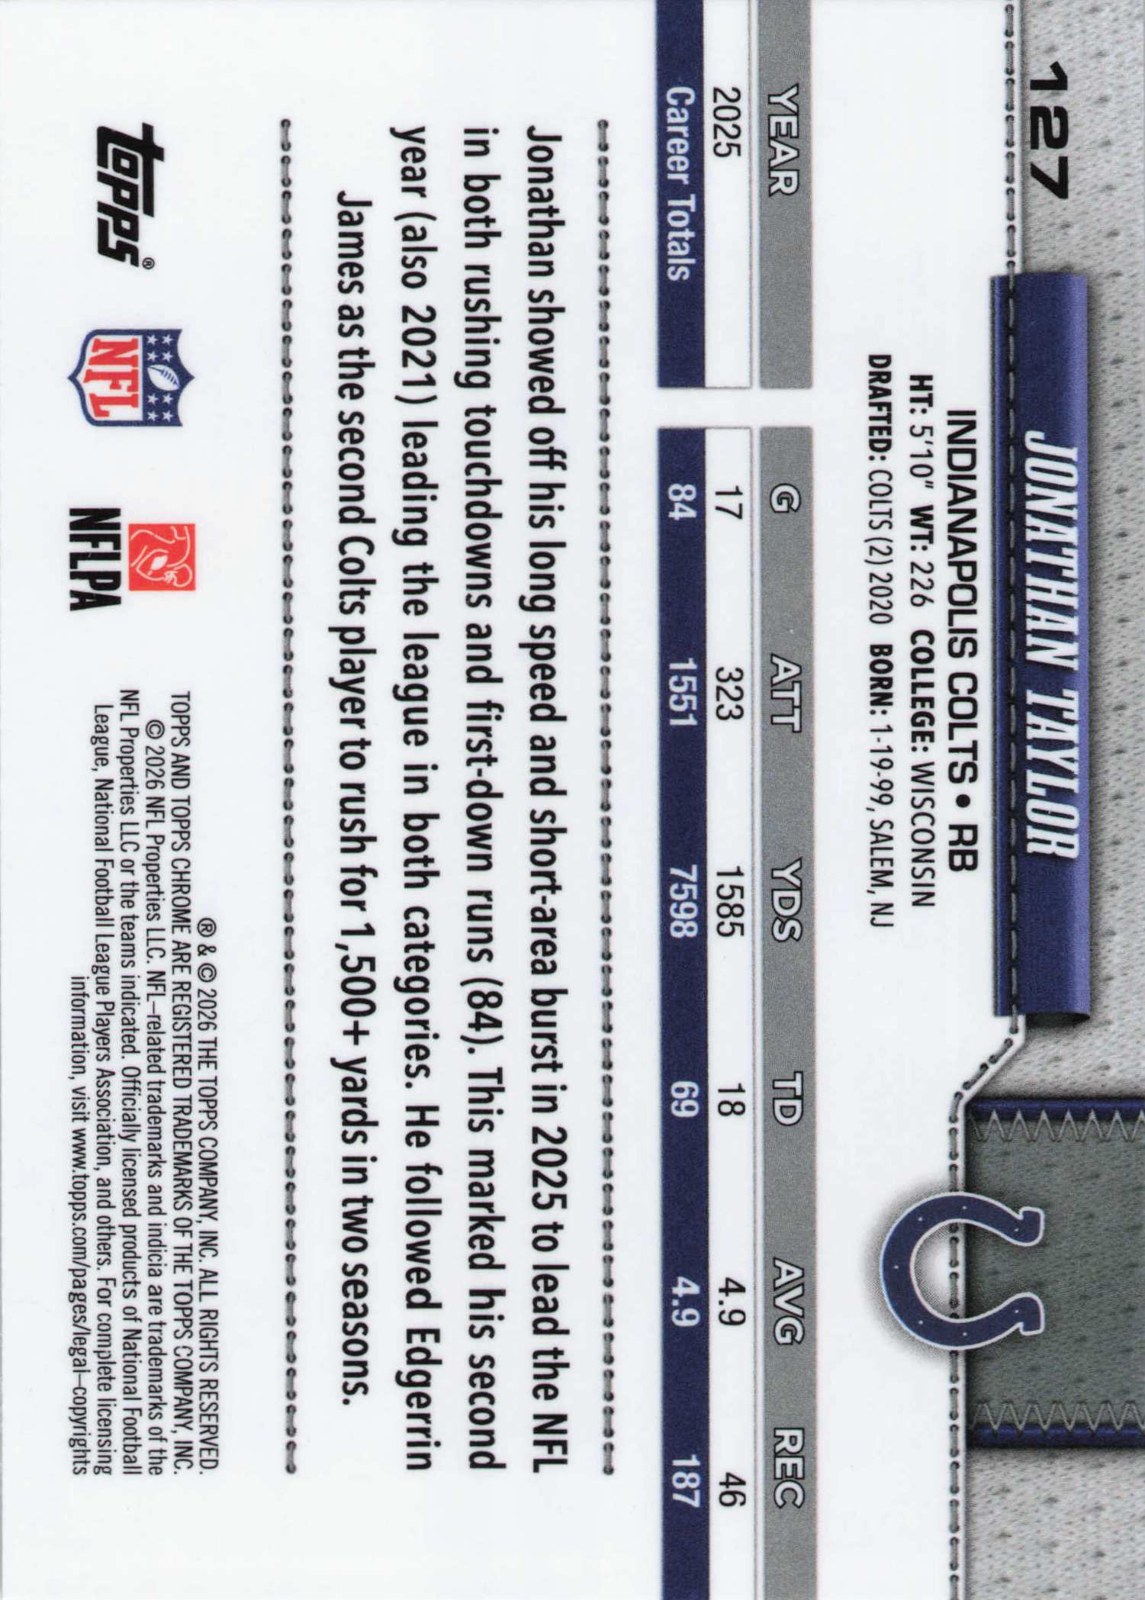 127
JONATHAN TAYLOR
INDIANAPOLIS COLTS • RB
HT: 5'10" WT: 226 COLLEGE: WISCONSIN
DRAFTED: COLTS (2) 2020 BORN: 1-19-99, SALEM, NJ
YEAR G ATT YDS TD AVG REC
2025 17 323 1585 18 4.9 46
Career Totals 84 1551 7598 69 4.9 187
Jonathan showed off his long speed and short-area burst in 2025 to lead the NFL
in both rushing touchdowns and first-down runs (84). This marked his second
year (also 2021) leading the league in both categories. He followed Edgerrin
James as the second Colts player to rush for 1,500+ yards in two seasons.
topps®
NFL
NFLPA
® & © 2026 THE TOPPS COMPANY, INC. ALL RIGHTS RESERVED.
TOPPS AND TOPPS CHROME ARE REGISTERED TRADEMARKS OF THE TOPPS COMPANY, INC.
© 2026 NFL Properties LLC. NFL–related trademarks and indicia are trademarks of the
NFL Properties LLC or the teams indicated. Officially licensed products of National Football
League, National Football League Players Association, and others. For complete licensing
information, visit www.topps.com/pages/legal–copyrights